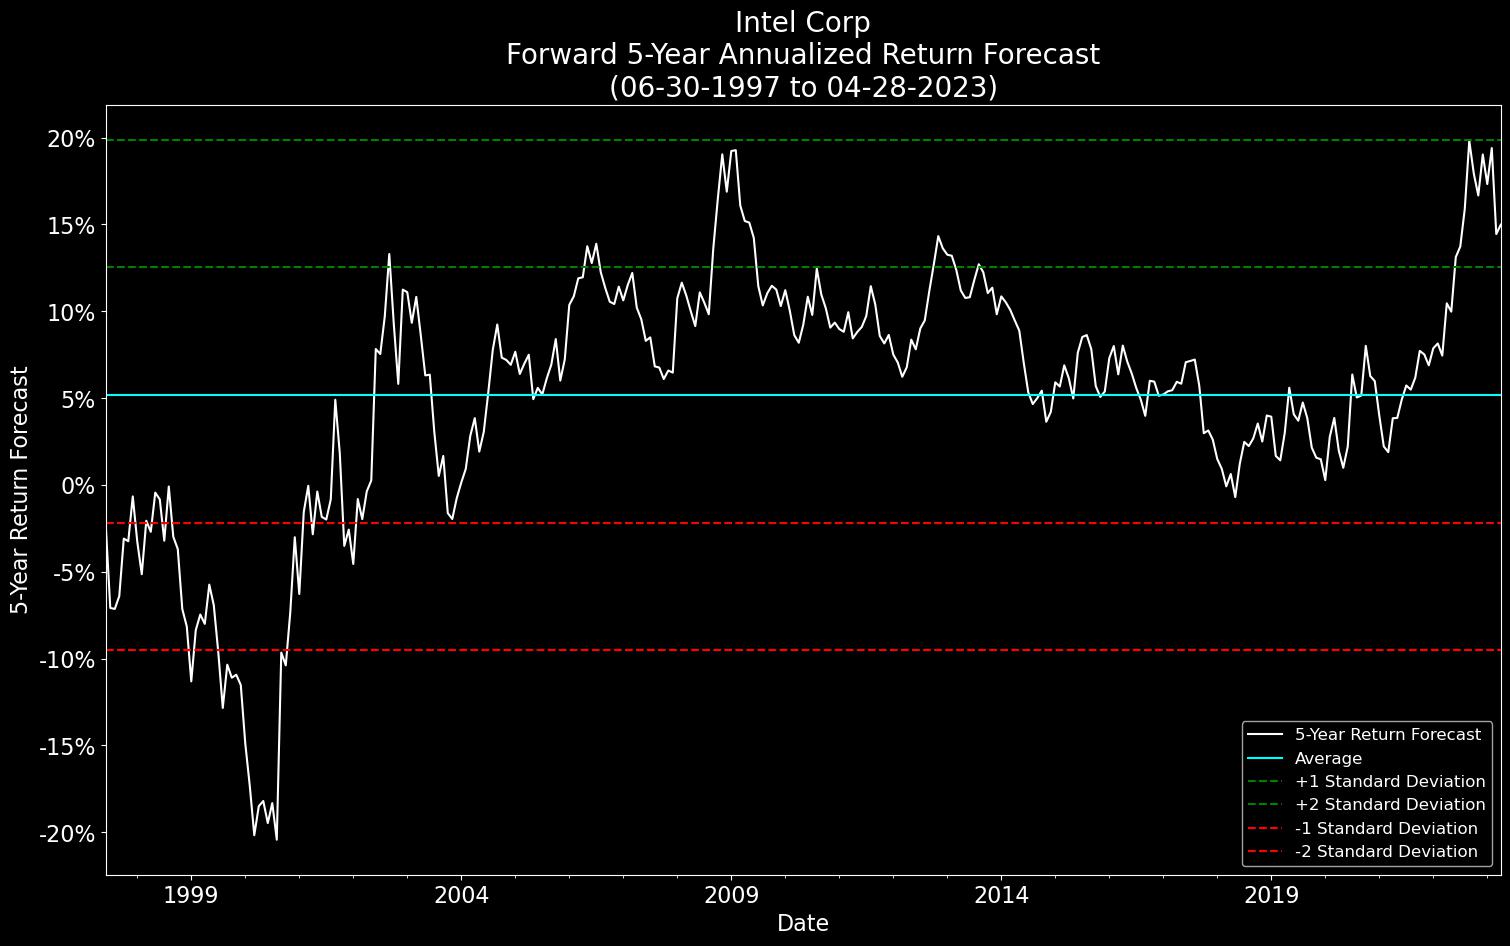 Intel Corp
Forward 5-Year Annualized Return Forecast
(06-30-1997 to 04-28-2023)
5-Year Return Forecast
20%
15%
10%
5%
0%
-5%
-10%
-15%
-20%
1999 2004 2009 2014 2019
Date
5-Year Return Forecast
Average
+1 Standard Deviation
+2 Standard Deviation
-1 Standard Deviation
-2 Standard Deviation